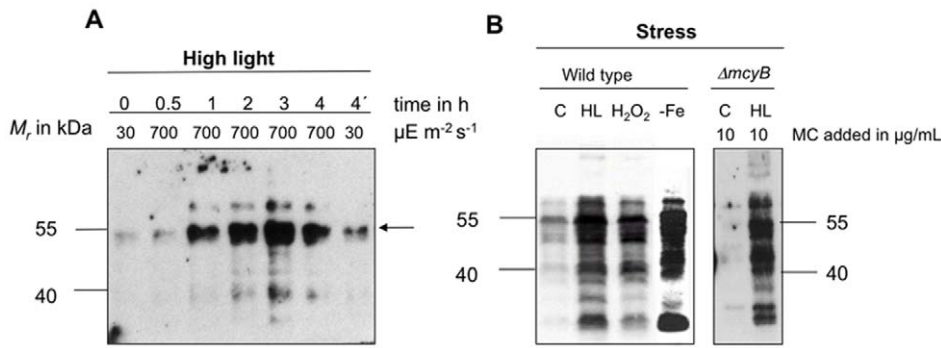 A
High light
0 0.5 1 2 3 4 4´ time in h
M_r in kDa 30 700 700 700 700 700 30 µE m⁻² s⁻¹
55
40
B
Stress
Wild type ΔmcyB
C HL H₂O₂ -Fe C HL
10 10 MC added in µg/mL
55 55
40 40